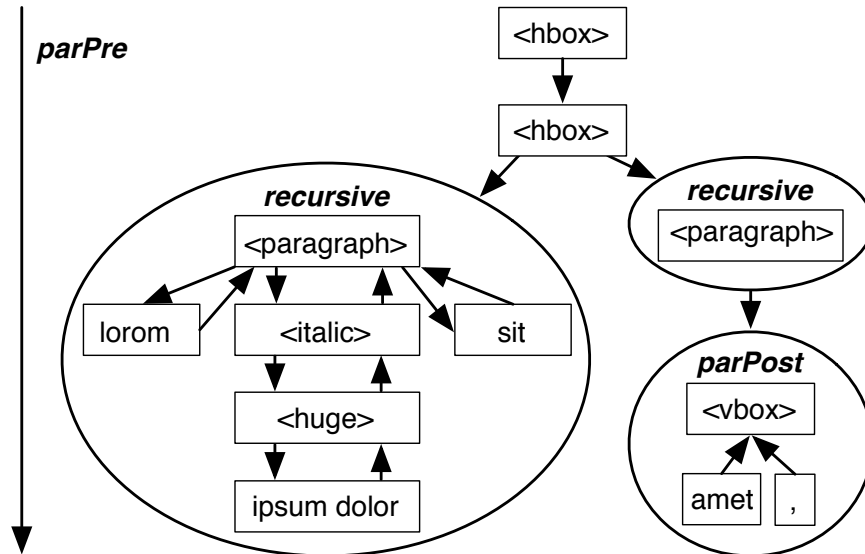 parPre
<hbox>
<hbox>
recursive
<paragraph>
lorom
<italic>
sit
<huge>
ipsum dolor
recursive
<paragraph>
parPost
<vbox>
amet
,